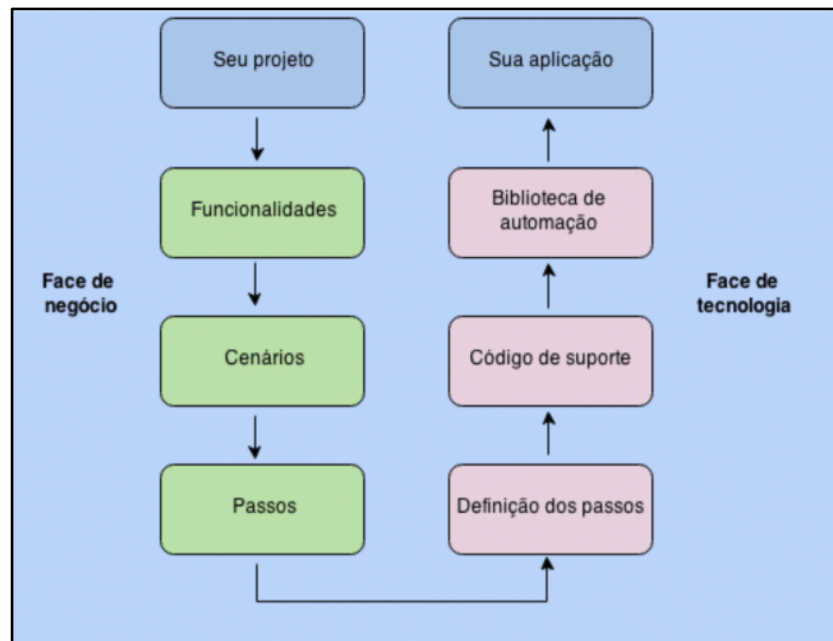 Seu projeto
Sua aplicação
Funcionalidades
Biblioteca de
automação
Face de
negócio
Face de
tecnologia
Cenários
Código de suporte
Passos
Definição dos passos